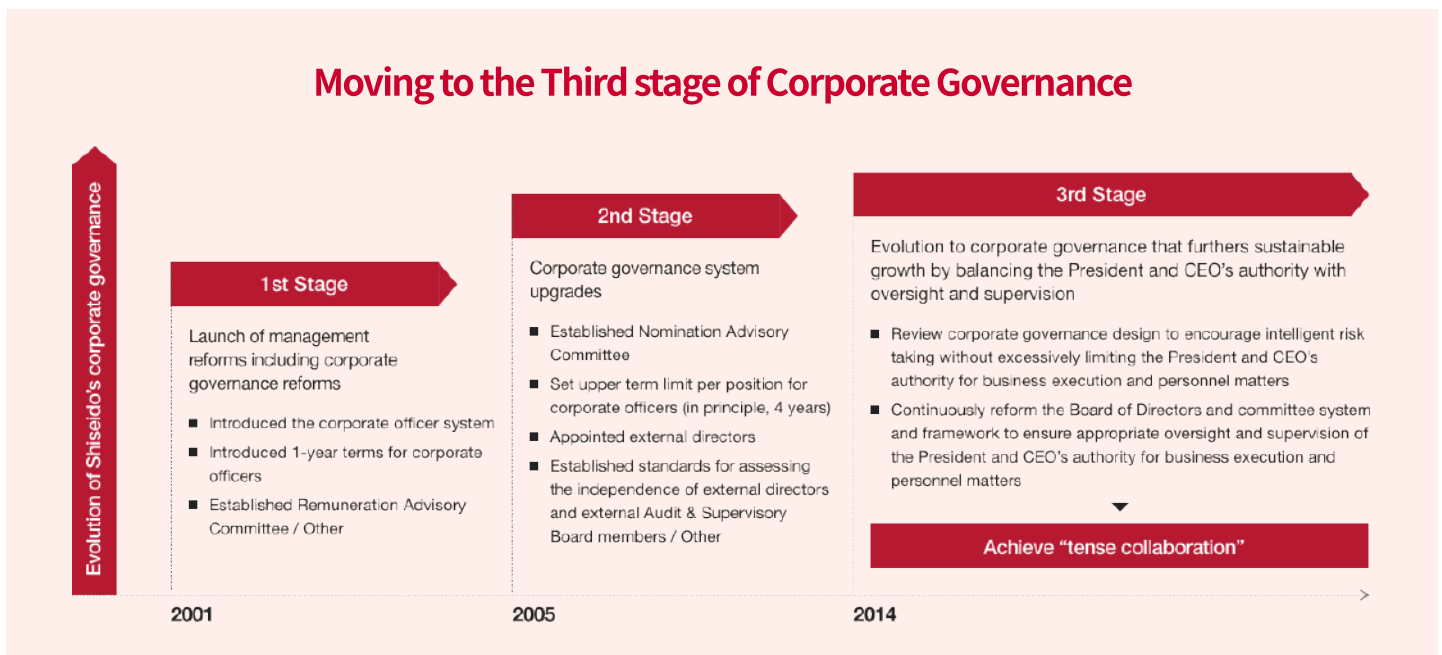 Moving to the Third stage of Corporate Governance
Evolution of Shiseido's corporate governance
1st Stage
Launch of management
reforms including corporate
governance reforms
■ Introduced the corporate officer system
■ Introduced 1-year terms for corporate
officers
■ Established Remuneration Advisory
Committee / Other
2001
2nd Stage
Corporate governance system
upgrades
■ Established Nomination Advisory
Committee
■ Set upper term limit per position for
corporate officers (in principle, 4 years)
■ Appointed external directors
■ Established standards for assessing
the independence of external directors
and external Audit & Supervisory
Board members / Other
2005
3rd Stage
Evolution to corporate governance that furthers sustainable
growth by balancing the President and CEO's authority with
oversight and supervision
■ Review corporate governance design to encourage intelligent risk
taking without excessively limiting the President and CEO's
authority for business execution and personnel matters
■ Continuously reform the Board of Directors and committee system
and framework to ensure appropriate oversight and supervision of
the President and CEO's authority for business execution and
personnel matters
Achieve “tense collaboration”
2014